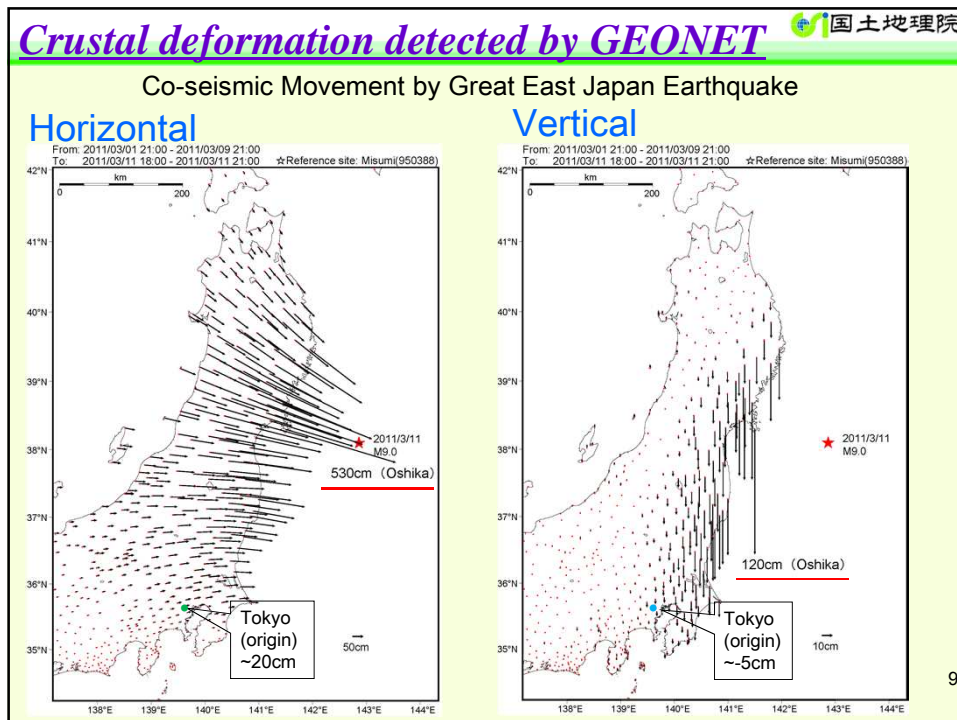 Crustal deformation detected by GEONET
国土地理院
Co-seismic Movement by Great East Japan Earthquake
Horizontal
From: 2011/03/01 21:00 - 2011/03/09 21:00
To: 2011/03/11 18:00 - 2011/03/11 21:00 ☆Reference site: Misumi(950388)
km
0 200
42°N
41°N
40°N
39°N
38°N
37°N
36°N
35°N
2011/3/11
M9.0
530cm（Oshika）
Tokyo
(origin)
~20cm
50cm
138°E 139°E 140°E 141°E 142°E 143°E 144°E
Vertical
From: 2011/03/01 21:00 - 2011/03/09 21:00
To: 2011/03/11 18:00 - 2011/03/11 21:00 ☆Reference site: Misumi(950388)
km
0 200
42°N
41°N
40°N
39°N
38°N
37°N
36°N
35°N
2011/3/11
M9.0
120cm（Oshika）
Tokyo
(origin)
~-5cm
10cm
138°E 139°E 140°E 141°E 142°E 143°E 144°E
9